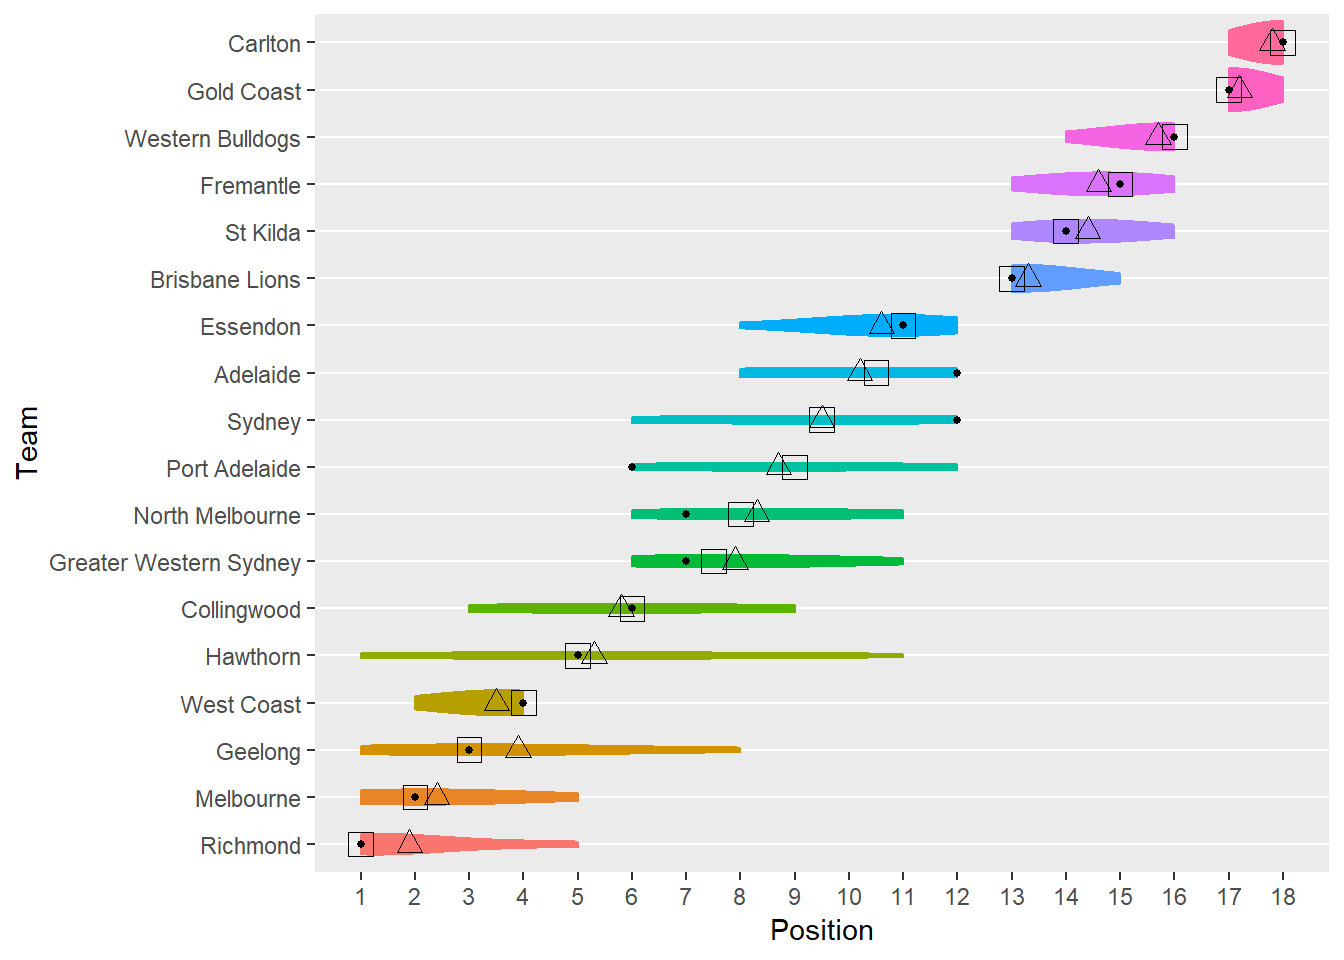 Carlton
Gold Coast
Western Bulldogs
Fremantle
St Kilda
Brisbane Lions
Essendon
Adelaide
Sydney
Port Adelaide
North Melbourne
Greater Western Sydney
Collingwood
Hawthorn
West Coast
Geelong
Melbourne
Richmond
Team
1 2 3 4 5 6 7 8 9 10 11 12 13 14 15 16 17 18
Position